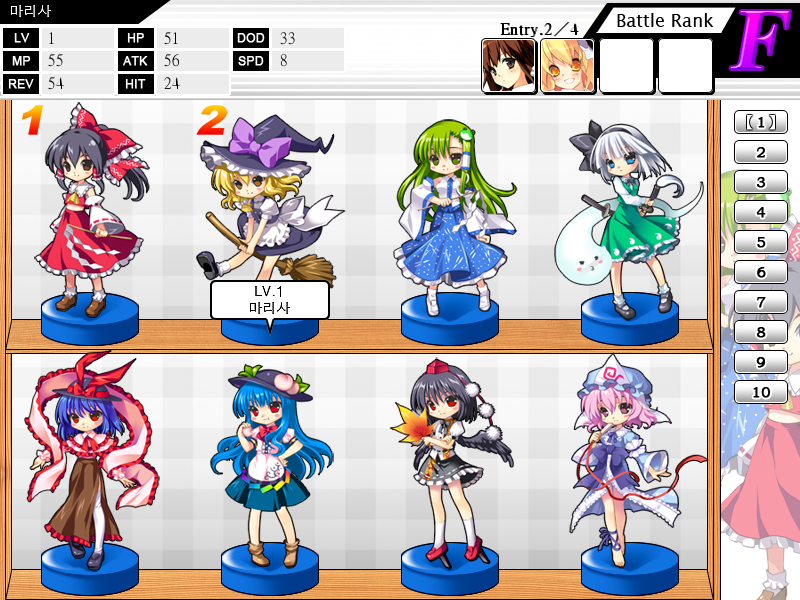 마리사
LV 1 HP 51 DOD 33
MP 55 ATK 56 SPD 8
REV 54 HIT 24
Entry.2/4
Battle Rank F
1
2
LV.1
마리사
【1】
2
3
4
5
6
7
8
9
10